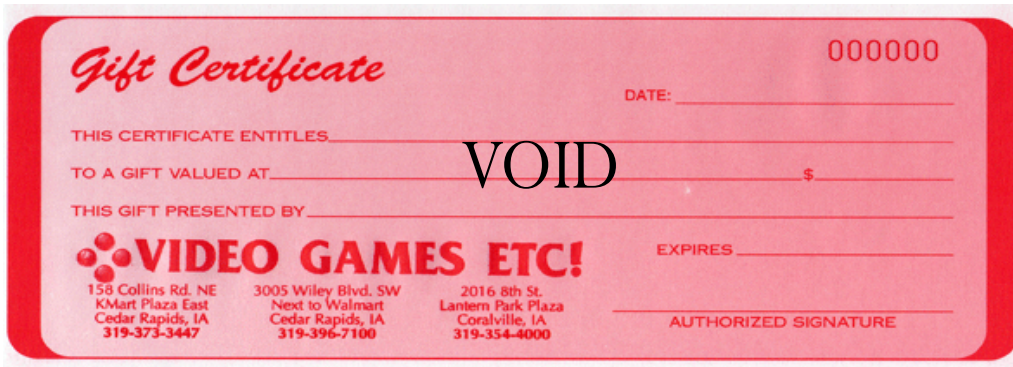 Gift Certificate
000000
DATE:
THIS CERTIFICATE ENTITLES
VOID
TO A GIFT VALUED AT $
THIS GIFT PRESENTED BY
VIDEO GAMES ETC!
EXPIRES
158 Collins Rd. NE
KMart Plaza East
Cedar Rapids, IA
319-373-3447
3005 Wiley Blvd. SW
Next to Walmart
Cedar Rapids, IA
319-396-7100
2016 8th St.
Lantern Park Plaza
Coralville, IA
319-354-4000
AUTHORIZED SIGNATURE